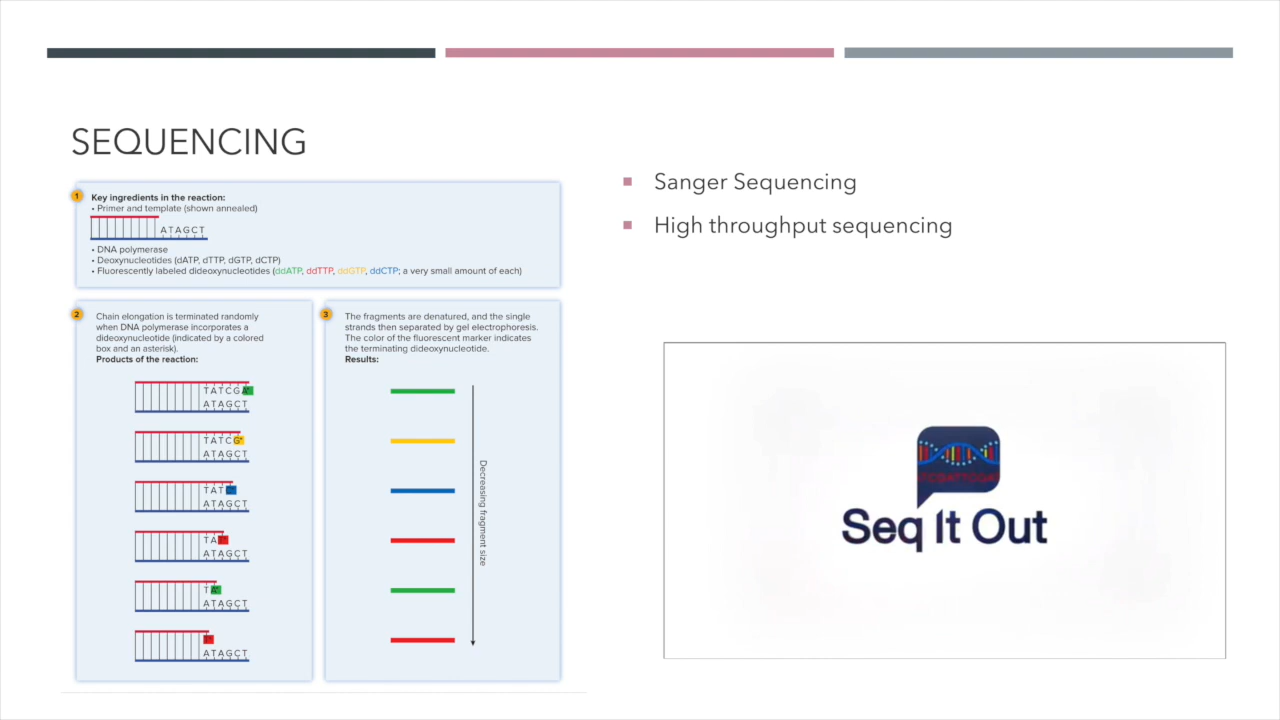 SEQUENCING
1
Key ingredients in the reaction:
• Primer and template (shown annealed)
ATAGCT
• DNA polymerase
• Deoxynucleotides (dATP, dTTP, dGTP, dCTP)
• Fluorescently labeled dideoxynucleotides (ddATP, ddTTP, ddGTP, ddCTP; a very small amount of each)
2
Chain elongation is terminated randomly
when DNA polymerase incorporates a
dideoxynucleotide (indicated by a colored
box and an asterisk).
Products of the reaction:
TATCGA*
ATAGCT
TATCG*
ATAGCT
TAT
ATAGCT
TAT*
ATAGCT
TA*
ATAGCT
T*
ATAGCT
3
The fragments are denatured, and the single
strands then separated by gel electrophoresis.
The color of the fluorescent marker indicates
the terminating dideoxynucleotide.
Results:
Decreasing fragment size
Sanger Sequencing
High throughput sequencing
Seq It Out